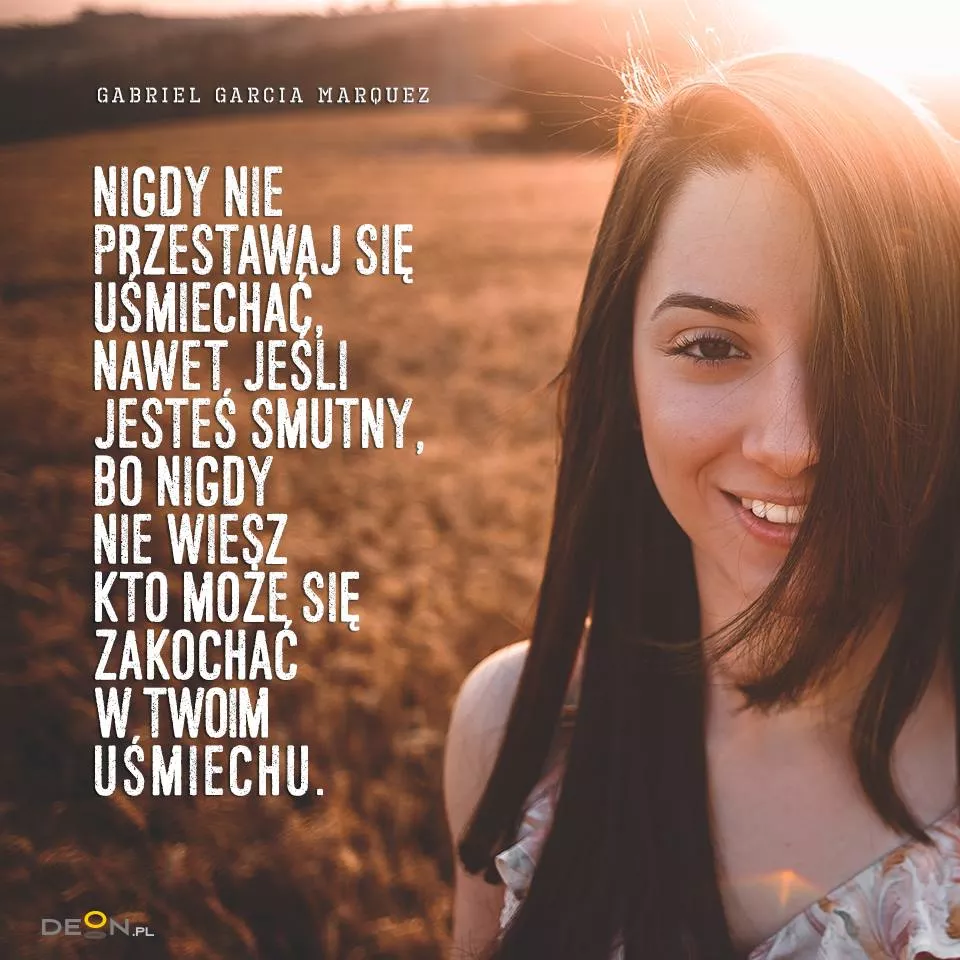 GABRIEL GARCIA MARQUEZ
NIGDY NIE
PRZESTAWAJ SIĘ
UŚMIECHAĆ,
NAWET JEŚLI
JESTEŚ SMUTNY,
BO NIGDY
NIE WIESZ
KTO MOŻE SIĘ
ZAKOCHAĆ
W TWOIM
UŚMIECHU.
DEON.PL